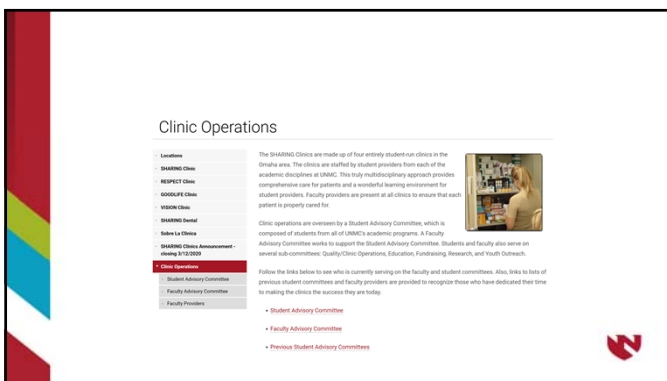 Clinic Operations
Locations
SHARING Clinic
RESPECT Clinic
GOODLIFE Clinic
VISION Clinic
SHARING Dental
Sobre La Clinica
SHARING Clinics Announcement -
closing 3/12/2020
Clinic Operations
Student Advisory Committee
Faculty Advisory Committee
Faculty Providers
The SHARING Clinics are made up of four entirely student-run clinics in the
Omaha area. The clinics are staffed by student providers from each of the
academic disciplines at UNMC. This truly multidisciplinary approach provides
comprehensive care for patients and a wonderful learning environment for
student providers. Faculty providers are present at all clinics to ensure that each
patient is properly cared for.
Clinic operations are overseen by a Student Advisory Committee, which is
composed of students from all of UNMC's academic programs. A Faculty
Advisory Committee works to support the Student Advisory Committee. Students and faculty also serve on
several sub-committees: Quality/Clinic Operations, Education, Fundraising, Research, and Youth Outreach.
Follow the links below to see who is currently serving on the faculty and student committees. Also, links to lists of
previous student committees and faculty providers are provided to recognize those who have dedicated their time
to making the clinics the success they are today.
• Student Advisory Committee
• Faculty Advisory Committee
• Previous Student Advisory Committees
N